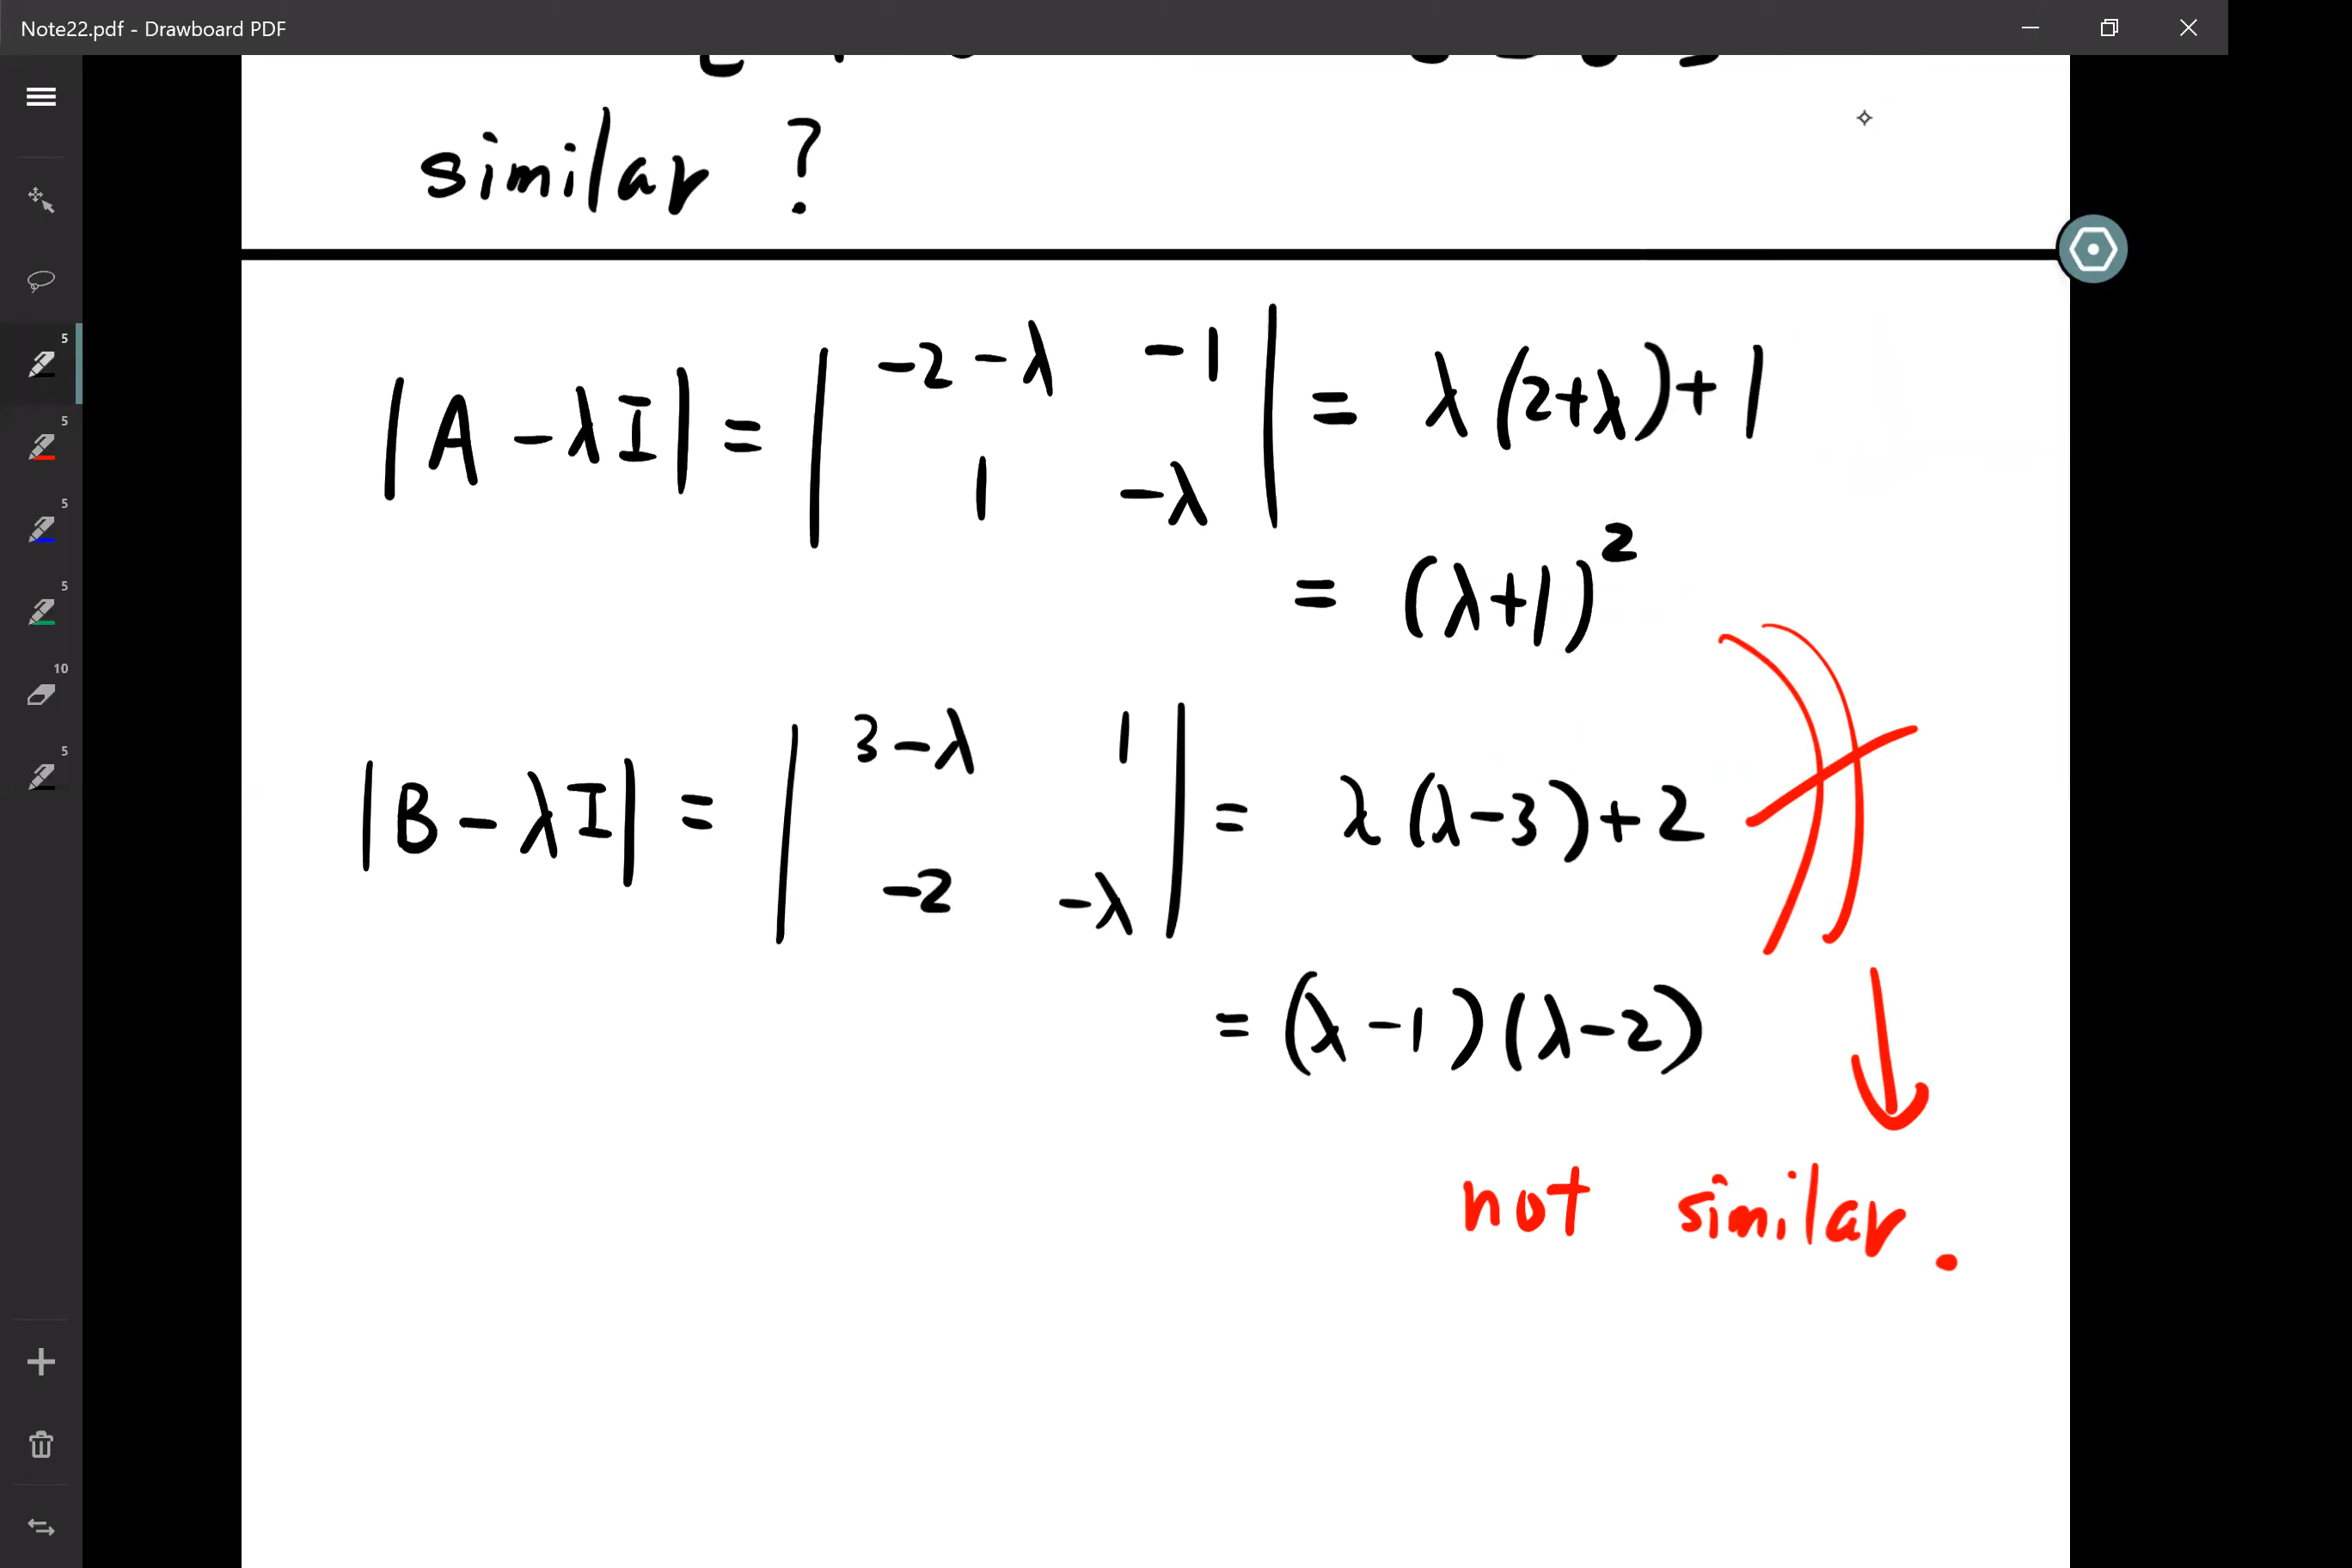 Note22.pdf - Drawboard PDF
similar ?
|A - λI| = | -2 - λ -1 | = λ(2+λ) + 1
| 1 -λ |
= (λ+1)²
|B - λI| = | 3 - λ 1 | = λ(λ-3) + 2
| -2 -λ |
= (λ-1)(λ-2)
not similar.
5
5
5
5
10
5